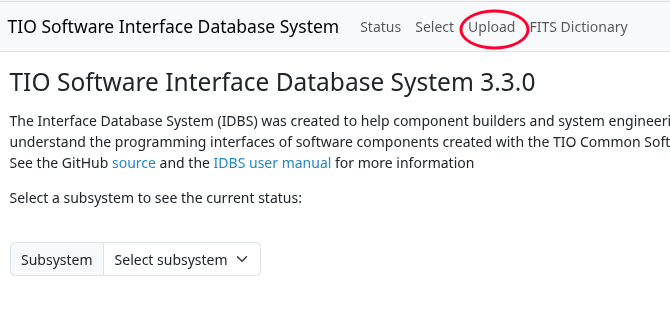 TIO Software Interface Database System Status Select Upload FITS Dictionary
TIO Software Interface Database System 3.3.0
The Interface Database System (IDBS) was created to help component builders and system engineeri
understand the programming interfaces of software components created with the TIO Common Soft
See the GitHub source and the IDBS user manual for more information
Select a subsystem to see the current status:
Subsystem Select subsystem